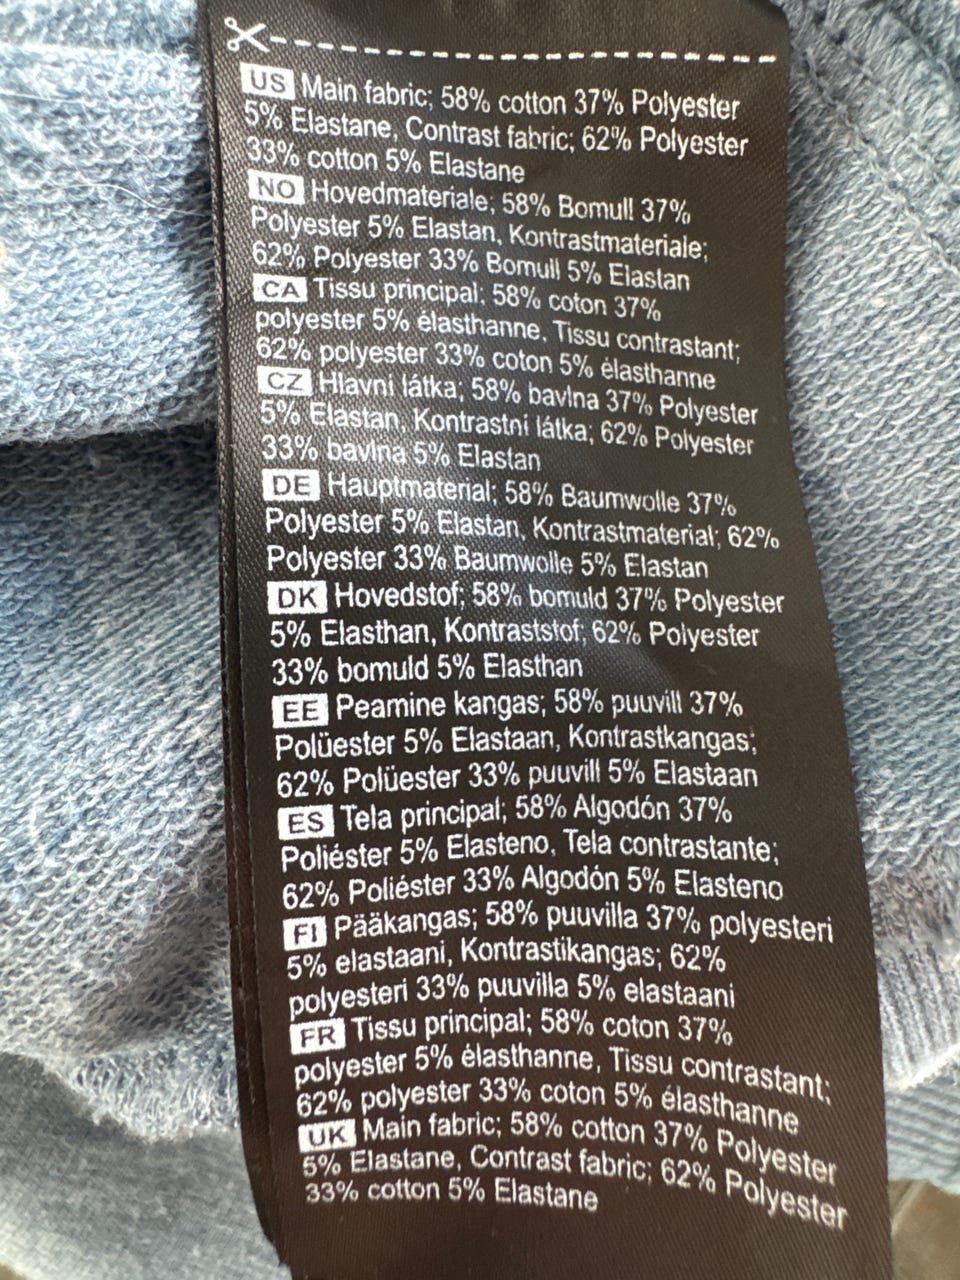 US Main fabric; 58% cotton 37% Polyester
5% Elastane, Contrast fabric; 62% Polyester
33% cotton 5% Elastane
NO Hovedmateriale; 58% Bomull 37%
Polyester 5% Elastan, Kontrastmateriale;
62% Polyester 33% Bomull 5% Elastan
CA Tissu principal; 58% coton 37%
polyester 5% élasthanne, Tissu contrastant;
62% polyester 33% coton 5% élasthanne
CZ Hlavní látka; 58% bavlna 37% Polyester
5% Elastan, Kontrastní látka; 62% Polyester
33% bavlna 5% Elastan
DE Hauptmaterial; 58% Baumwolle 37%
Polyester 5% Elastan, Kontrastmaterial; 62%
Polyester 33% Baumwolle 5% Elastan
DK Hovedstof; 58% bomuld 37% Polyester
5% Elasthan, Kontraststof; 62% Polyester
33% bomuld 5% Elasthan
EE Peamine kangas; 58% puuvill 37%
Polüester 5% Elastaan, Kontrastkangas;
62% Polüester 33% puuvill 5% Elastaan
ES Tela principal; 58% Algodón 37%
Poliéster 5% Elasteno, Tela contrastante;
62% Poliéster 33% Algodón 5% Elasteno
FI Pääkangas; 58% puuvilla 37% polyesteri
5% elastaani, Kontrastikangas; 62%
polyesteri 33% puuvilla 5% elastaani
FR Tissu principal; 58% coton 37%
polyester 5% élasthanne, Tissu contrastant;
62% polyester 33% coton 5% élasthanne
UK Main fabric; 58% cotton 37% Polyester
5% Elastane, Contrast fabric; 62% Polyester
33% cotton 5% Elastane